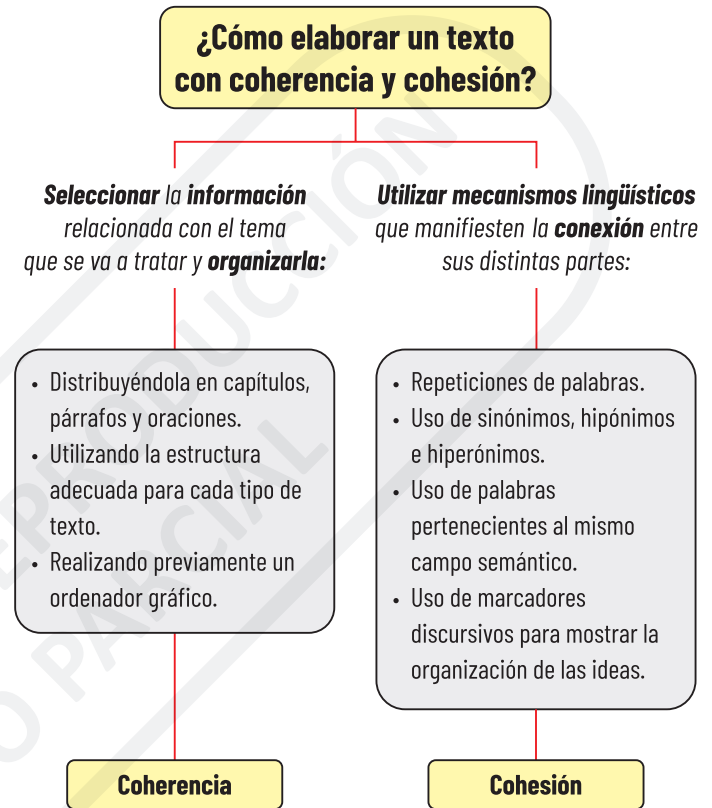 ¿Cómo elaborar un texto
con coherencia y cohesión?
Seleccionar la información
relacionada con el tema
que se va a tratar y organizarla:
• Distribuyéndola en capítulos,
párrafos y oraciones.
• Utilizando la estructura
adecuada para cada tipo de
texto.
• Realizando previamente un
ordenador gráfico.
Coherencia
Utilizar mecanismos lingüísticos
que manifiesten la conexión entre
sus distintas partes:
• Repeticiones de palabras.
• Uso de sinónimos, hipónimos
e hiperónimos.
• Uso de palabras
pertenecientes al mismo
campo semántico.
• Uso de marcadores
discursivos para mostrar la
organización de las ideas.
Cohesión